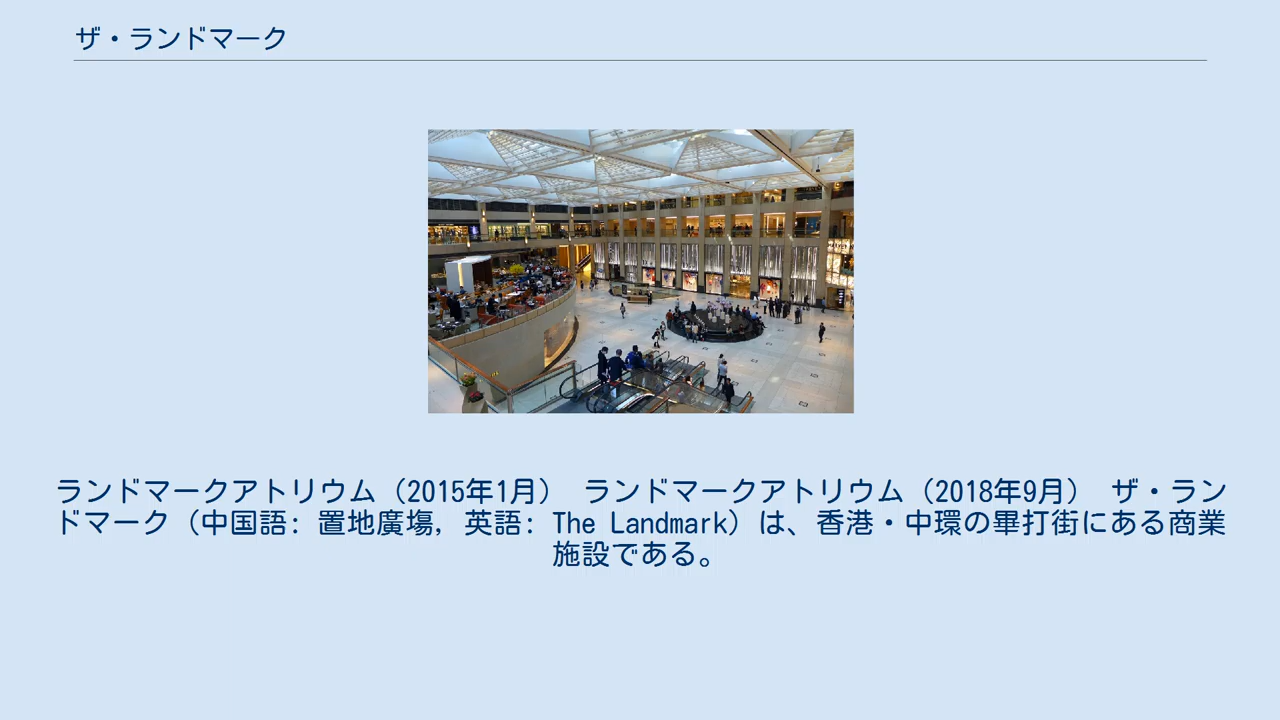 ザ・ランドマーク
ランドマークアトリウム（2015年1月） ランドマークアトリウム（2018年9月） ザ・ラン
ドマーク（中国語: 置地廣塲, 英語: The Landmark）は、香港・中環の畢打街にある商業
施設である。